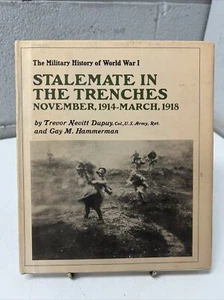 The Military History of World War I
STALEMATE IN
THE TRENCHES
NOVEMBER, 1914-MARCH, 1918
by Trevor Nevitt Dupuy, Col., U.S. Army, Ret.
and Gay M. Hammerman